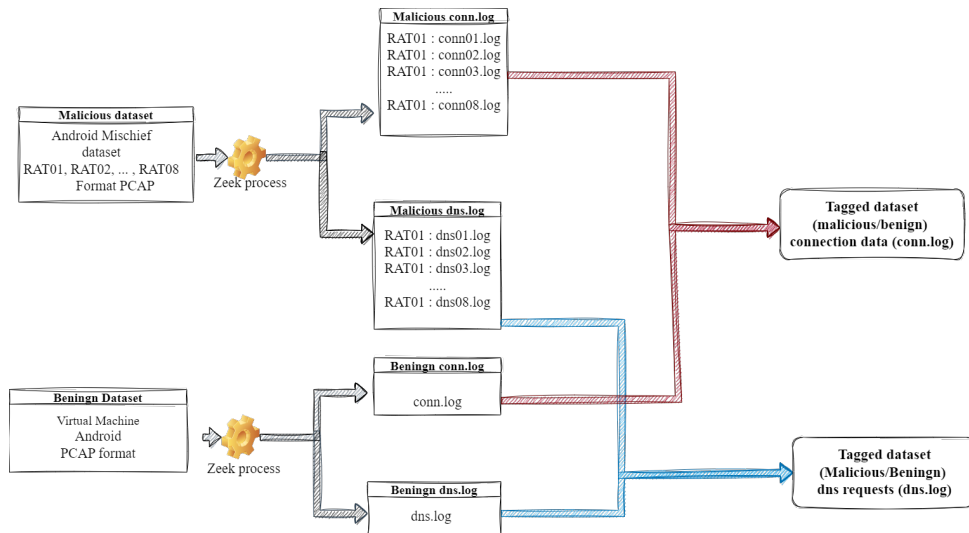 Malicious conn.log
RAT01 : conn01.log
RAT01 : conn02.log
RAT01 : conn03.log
.....
RAT01 : conn08.log
Malicious dataset
Android Mischief
dataset
RAT01, RAT02, ... , RAT08
Format PCAP
Zeek process
Malicious dns.log
RAT01 : dns01.log
RAT01 : dns02.log
RAT01 : dns03.log
.....
RAT01 : dns08.log
Tagged dataset
(malicious/benign)
connection data (conn.log)
Beningn conn.log
conn.log
Beningn Dataset
Virtual Machine
Android
PCAP format
Zeek process
Beningn dns.log
dns.log
Tagged dataset
(Malicious/Beningn)
dns requests (dns.log)